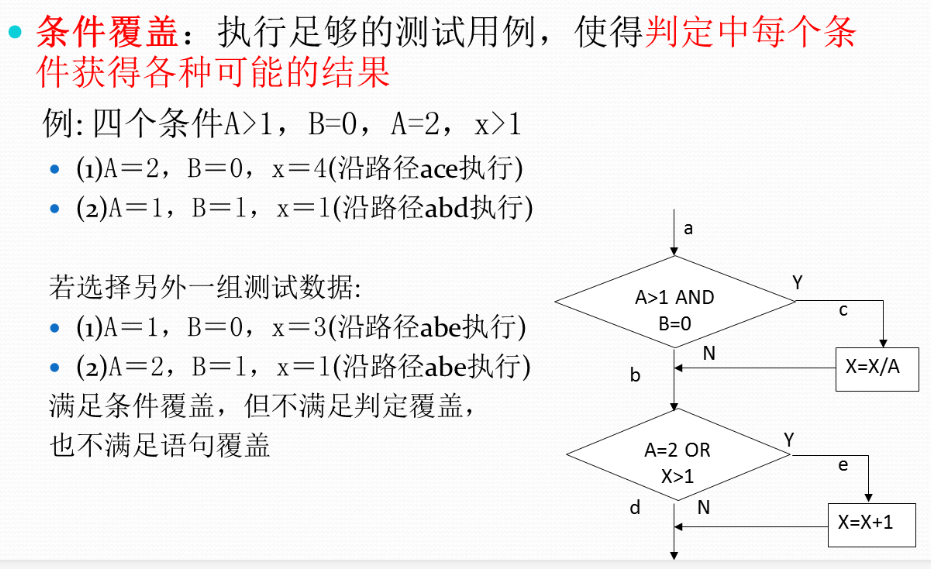 条件覆盖：执行足够的测试用例，使得判定中每个条
件获得各种可能的结果
例:四个条件A>1，B=0，A=2，x>1
(1)A＝2，B＝0，x＝4(沿路径ace执行)
(2)A＝1，B＝1，x＝1(沿路径abd执行)
若选择另外一组测试数据:
(1)A＝1，B＝0，x＝3(沿路径abe执行)
(2)A＝2，B＝1，x＝1(沿路径abe执行)
满足条件覆盖，但不满足判定覆盖，
也不满足语句覆盖
a
A>1 AND
B=0
Y
c
N
X=X/A
b
A=2 OR
X>1
Y
e
d
N
X=X+1